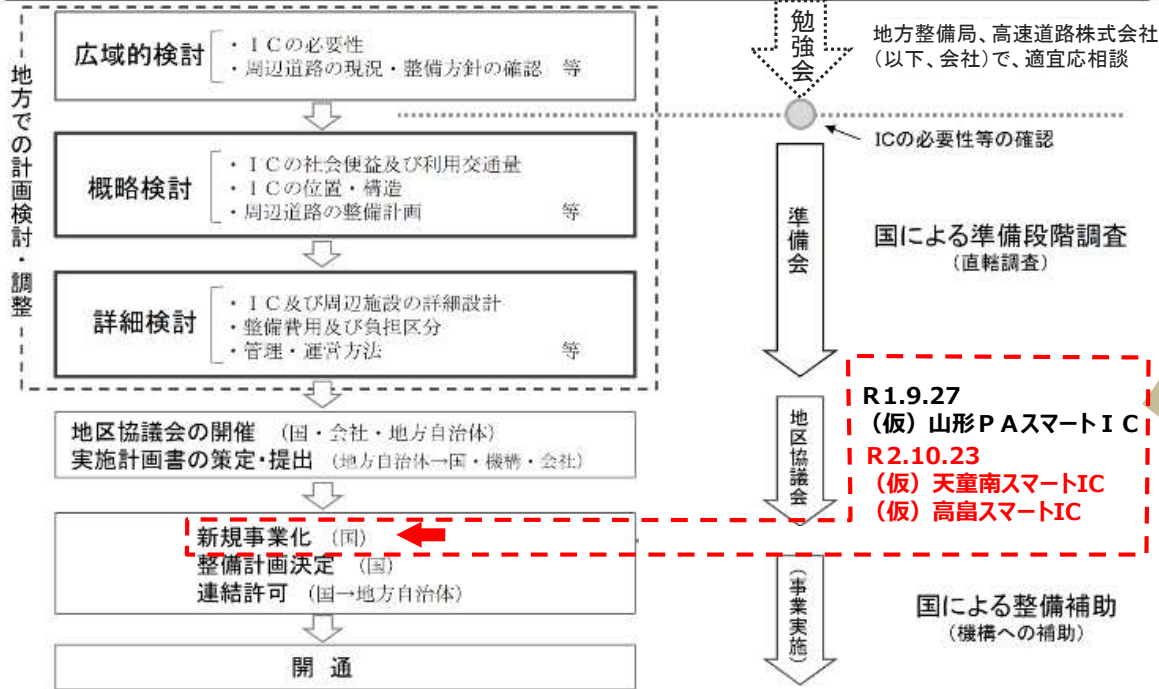 地方での計画検討・調整
広域的検討
・ＩＣの必要性
・周辺道路の現況・整備方針の確認　等
概略検討
・ＩＣの社会便益及び利用交通量
・ＩＣの位置・構造
・周辺道路の整備計画　等
詳細検討
・ＩＣ及び周辺施設の詳細設計
・整備費用及び負担区分
・管理・運営方法　等
地区協議会の開催　（国・会社・地方自治体）
実施計画書の策定・提出　（地方自治体→国・機構・会社）
新規事業化　（国）
整備計画決定　（国）
連結許可　（国→地方自治体）
開　通
勉強会
地方整備局、高速道路株式会社
（以下、会社）で、適宜応相談
ICの必要性等の確認
準備会
国による準備段階調査
（直轄調査）
地区協議会
R1.9.27
（仮）山形ＰＡスマートＩＣ
R2.10.23
（仮）天童南スマートIC
（仮）高畠スマートIC
（事業実施）
国による整備補助
（機構への補助）